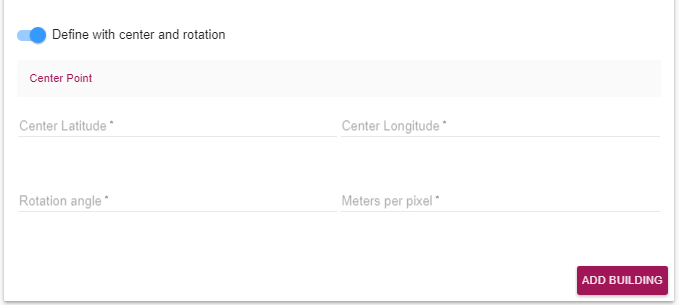 Define with center and rotation
Center Point
Center Latitude *
Center Longitude *
Rotation angle *
Meters per pixel *
ADD BUILDING